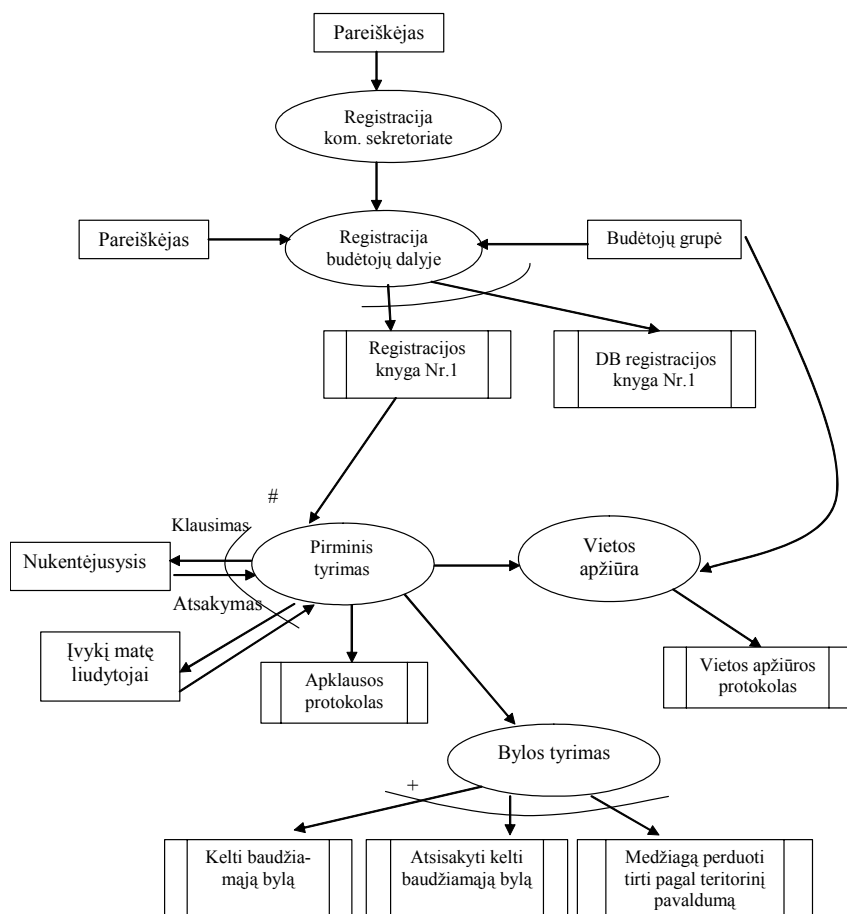 Pareiškėjas
Registracija
kom. sekretoriate
Pareiškėjas
Registracija
budėtojų dalyje
Budėtojų grupė
Registracijos
knyga Nr.1
DB registracijos
knyga Nr.1
#
Klausimas
Nukentėjusysis
Atsakymas
Pirminis
tyrimas
Vietos
apžiūra
Įvykį matę
liudytojai
Apklausos
protokolas
Vietos apžiūros
protokolas
Bylos tyrimas
+
Kelti baudžia-
mąją bylą
Atsisakyti kelti
baudžiamąją bylą
Medžiagą perduoti
tirti pagal teritorinį
pavaldumą